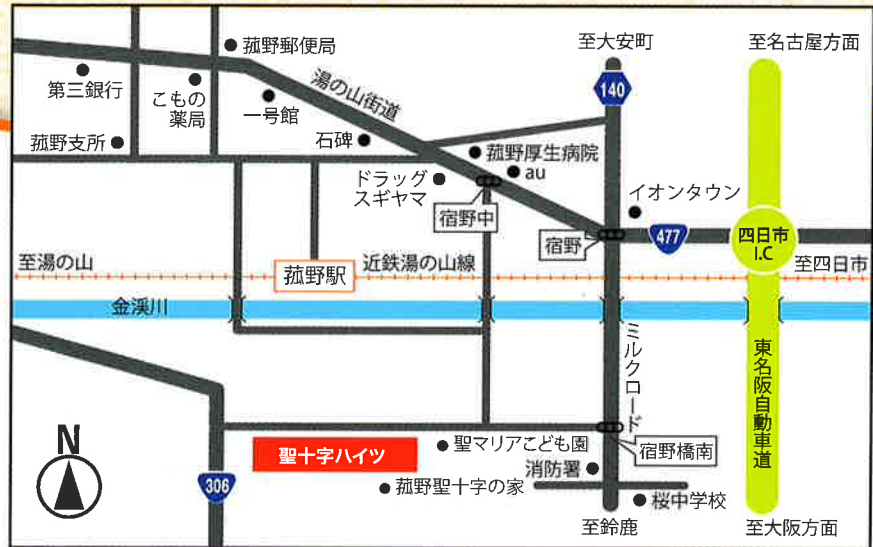 菰野郵便局
至大安町
至名古屋方面
第三銀行
こもの
薬局
一号館
湯の山街道
140
菰野支所
石碑
菰野厚生病院
au
ドラッグ
スギヤマ
宿野中
イオンタウン
宿野
477
四日市
I.C
至湯の山
菰野駅
近鉄湯の山線
至四日市
金渓川
ミルクロード
東名阪自動車道
聖マリアこども園
宿野橋南
聖十字ハイツ
消防署
N
306
菰野聖十字の家
桜中学校
至鈴鹿
至大阪方面